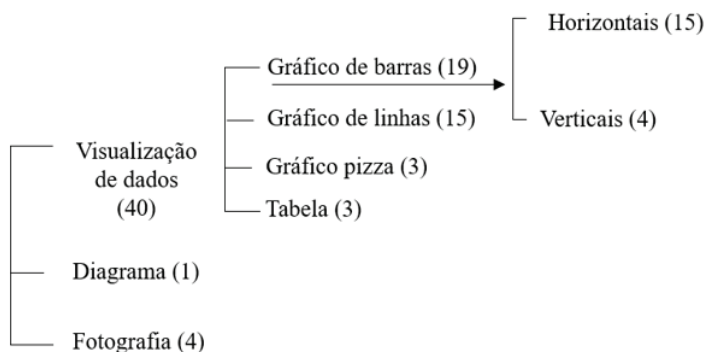 Horizontais (15)
Gráfico de barras (19)
Gráfico de linhas (15)
Verticais (4)
Visualização
de dados
(40)
Gráfico pizza (3)
Tabela (3)
Diagrama (1)
Fotografia (4)